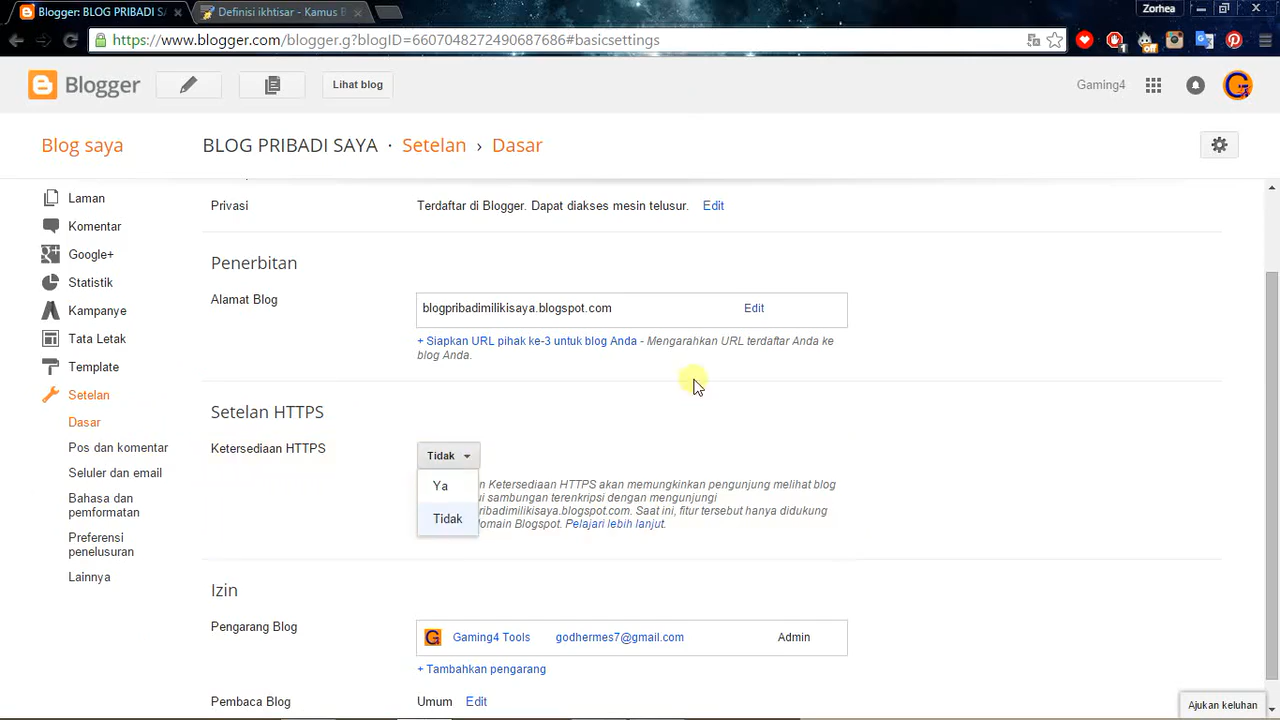 Blogger: BLOG PRIBADI S
Definisi ikhtisar - Kamus B
Zorhea
https://www.blogger.com/blogger.g?blogID=6607048272490687686#basicsettings
1
off
Blogger
Lihat blog
Gaming4
Blog saya
BLOG PRIBADI SAYA · Setelan › Dasar
Laman
Komentar
Google+
Statistik
Kampanye
Tata Letak
Template
Setelan
Dasar
Pos dan komentar
Seluler dan email
Bahasa dan
pemformatan
Preferensi
penelusuran
Lainnya
Privasi
Terdaftar di Blogger. Dapat diakses mesin telusur. Edit
Penerbitan
Alamat Blog
blogpribadimilikisaya.blogspot.com Edit
+ Siapkan URL pihak ke-3 untuk blog Anda - Mengarahkan URL terdaftar Anda ke
blog Anda.
Setelan HTTPS
Ketersediaan HTTPS
Tidak
Ya
Tidak
n Ketersediaan HTTPS akan memungkinkan pengunjung melihat blog
ui sambungan terenkripsi dengan mengunjungi
pribadimilikisaya.blogspot.com. Saat ini, fitur tersebut hanya didukung
domain Blogspot. Pelajari lebih lanjut.
Izin
Pengarang Blog
Gaming4 Tools godhermes7@gmail.com Admin
+ Tambahkan pengarang
Pembaca Blog
Umum Edit
Ajukan keluhan